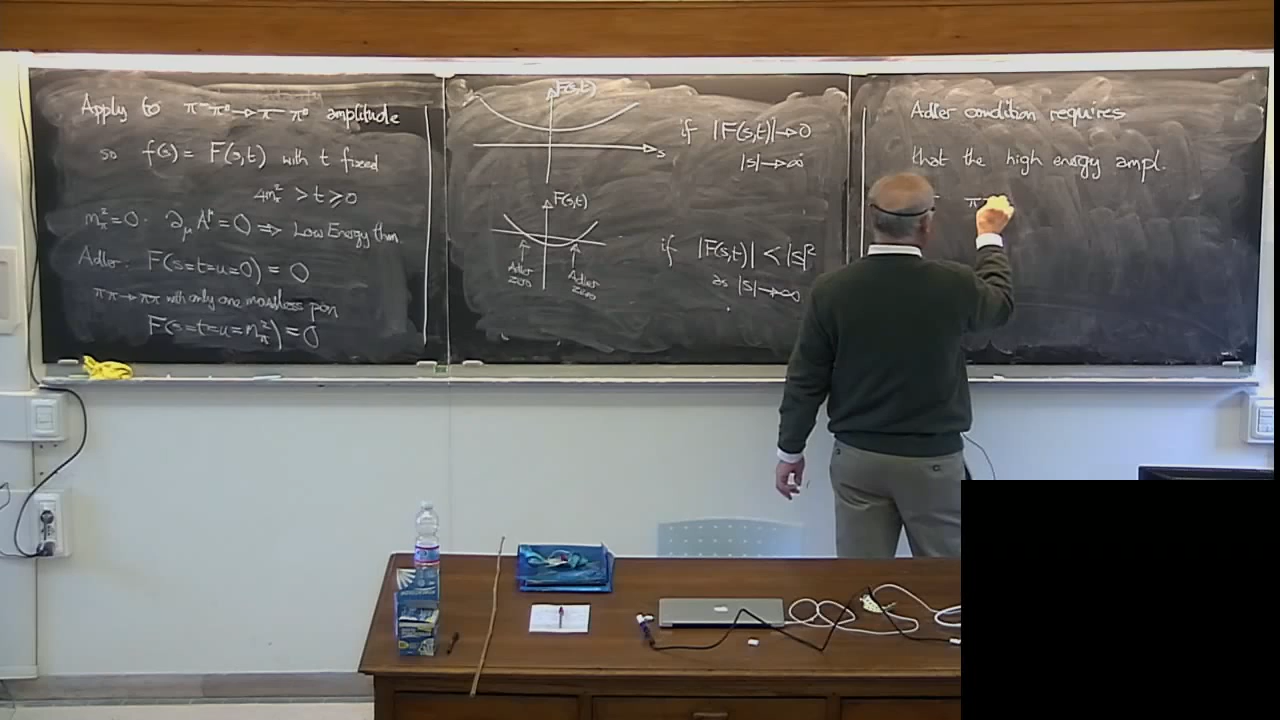 Apply to π⁻π⁰→π⁻π⁰ amplitude
so f(s) = F(s,t) with t fixed
4m²π > t ≥ 0
m²π = 0. ∂μ Aμ = 0 ⇒ Low Energy thm.
Adler: F(s=t=u=0) = 0
ππ→ππ with only one massless pion
F(s=t=u=m²π) = 0
F(s,t)
s
if |F(s,t)|→0
|s|→∞
F(s,t)
Adler zero
Adler zero
if |F(s,t)| < |s|²
as |s|→∞
Adler condition requires
that the high energy ampl.
π